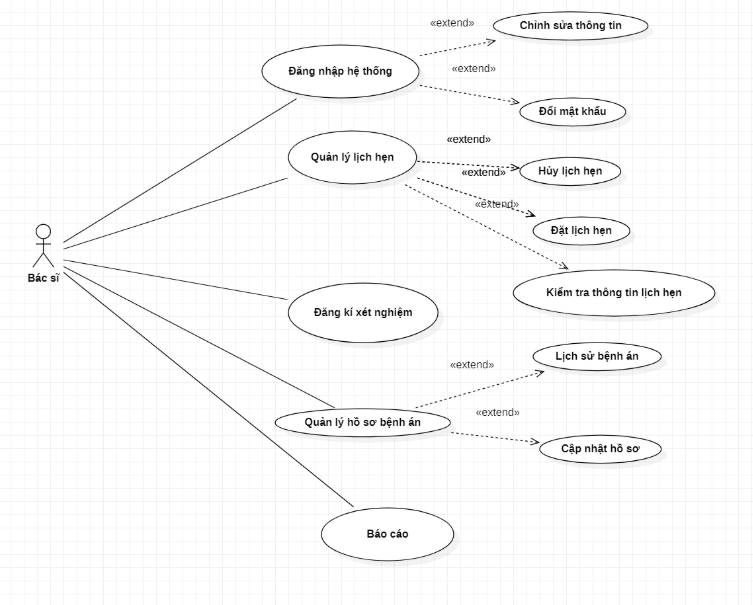 «extend»
Chỉnh sửa thông tin
Đăng nhập hệ thống
«extend»
Đổi mật khẩu
Quản lý lịch hẹn
«extend»
Hủy lịch hẹn
«extend»
«extend»
Đặt lịch hẹn
Bác sĩ
Kiểm tra thông tin lịch hẹn
Đăng kí xét nghiệm
Lịch sử bệnh án
«extend»
Quản lý hồ sơ bệnh án
«extend»
Cập nhật hồ sơ
Báo cáo